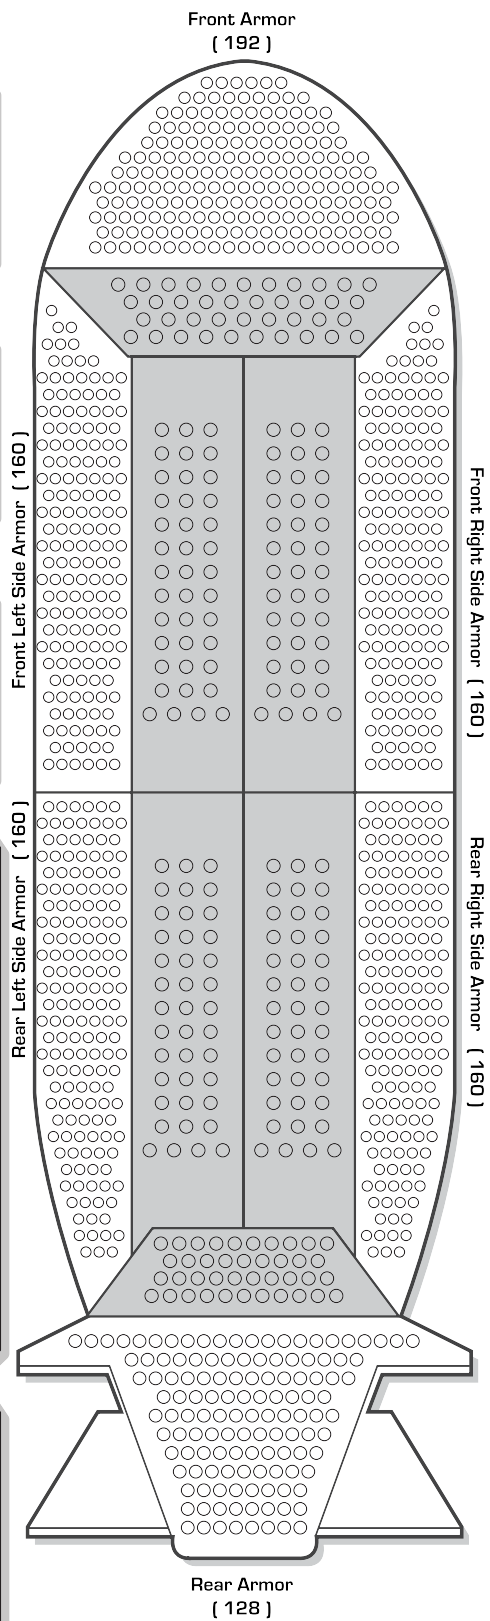 Front Armor
( 192 )
Front Left Side Armor ( 160 )
Front Right Side Armor ( 160 )
Rear Left Side Armor ( 160 )
Rear Right Side Armor ( 160 )
Rear Armor
( 128 )